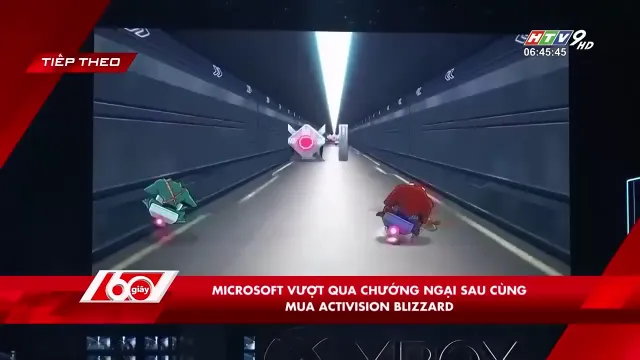 TIẾP THEO
HTV9 HD
06:45:45
60 giây
MICROSOFT VƯỢT QUA CHƯỚNG NGẠI SAU CÙNG
MUA ACTIVISION BLIZZARD
XBOX